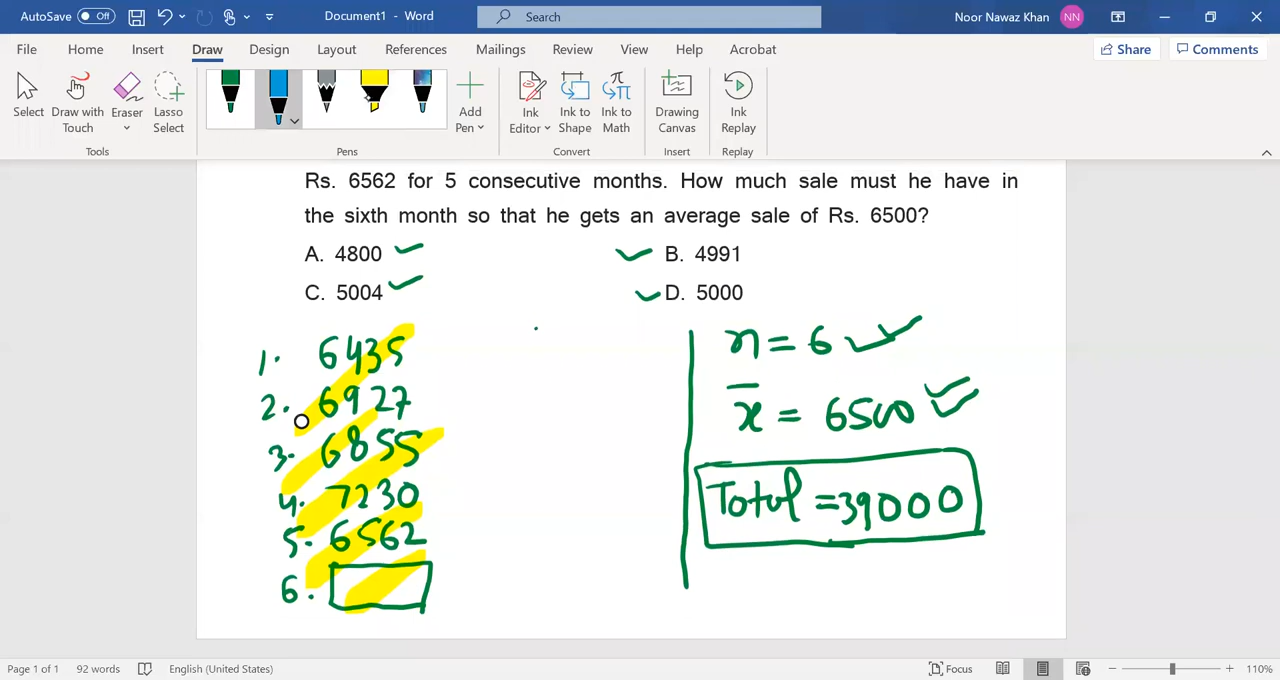 AutoSave Off Document1 - Word Search Noor Nawaz Khan NN
File Home Insert Draw Design Layout References Mailings Review View Help Acrobat Share Comments
Select Draw with Touch Eraser Lasso Select Add Pen Ink Editor Ink to Shape Ink to Math Drawing Canvas Ink Replay
Tools Pens Convert Insert Replay
Rs. 6562 for 5 consecutive months. How much sale must he have in
the sixth month so that he gets an average sale of Rs. 6500?
A. 4800 B. 4991
C. 5004 D. 5000
1. 6435
2. 6927
3. 6855
4. 7230
5. 6562
6.
n = 6
x̄ = 6500
Total = 39000
Page 1 of 1 92 words English (United States) Focus 110%